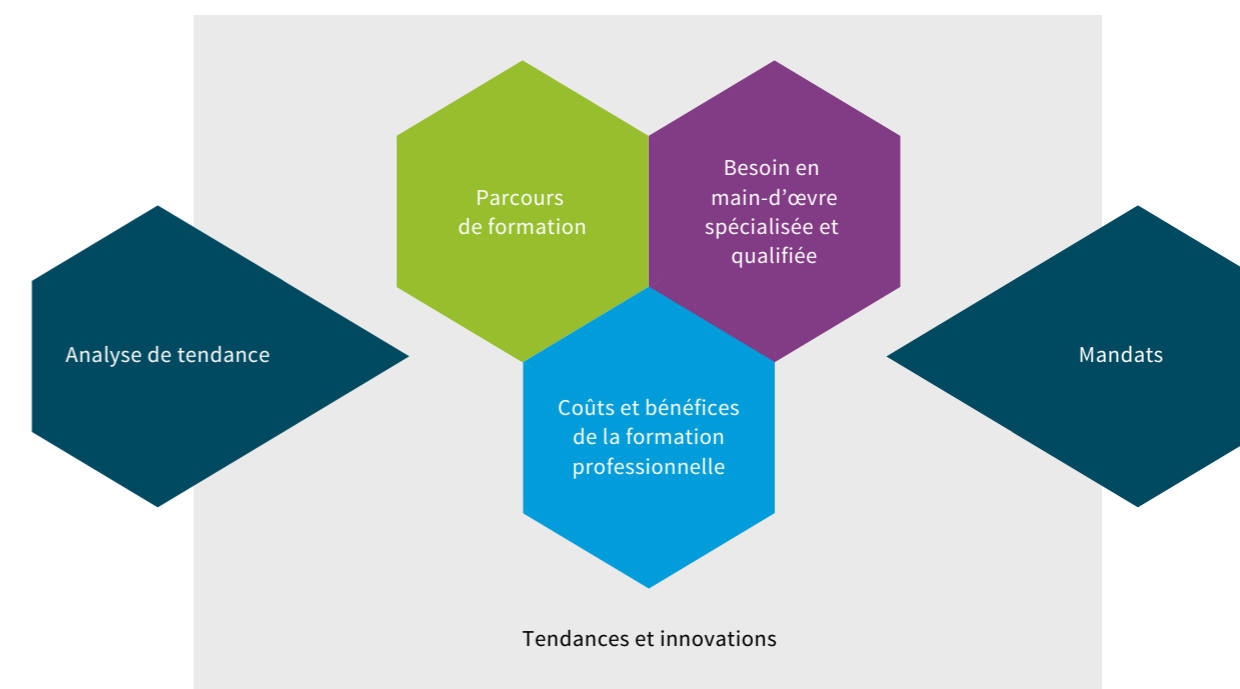 Parcours
de formation
Besoin en
main-d’œvre
spécialisée et
qualifiée
Analyse de tendance
Mandats
Coûts et bénéfices
de la formation
professionnelle
Tendances et innovations